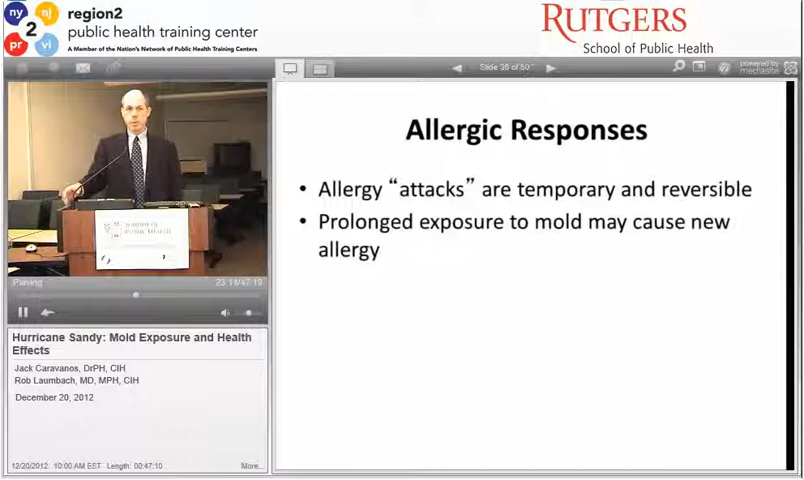 ny nj
2
pr vi
region2
public health training center
A Member of the Nation's Network of Public Health Training Centers
RUTGERS
School of Public Health
powered by
mediasite
SCHOOL OF
PUBLIC HEALTH
Playing
Hurricane Sandy: Mold Exposure and Health
Effects
Jack Caravanos, DrPH, CIH
Rob Laumbach, MD, MPH, CIH
December 20, 2012
12/20/2012 10:00 AM EST Length: 00:47:10 More...
Allergic Responses
• Allergy “attacks” are temporary and reversible
• Prolonged exposure to mold may cause new
allergy